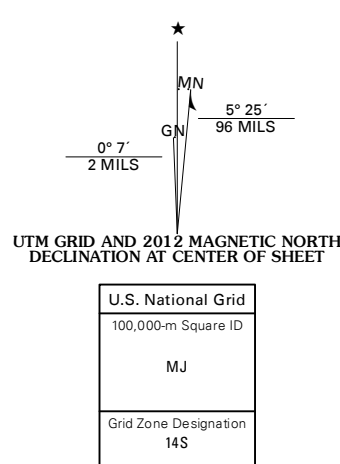 ★
MN
GN
5° 25´
96 MILS
0° 7´
2 MILS
UTM GRID AND 2012 MAGNETIC NORTH
DECLINATION AT CENTER OF SHEET
U.S. National Grid
100,000-m Square ID
MJ
Grid Zone Designation
14S